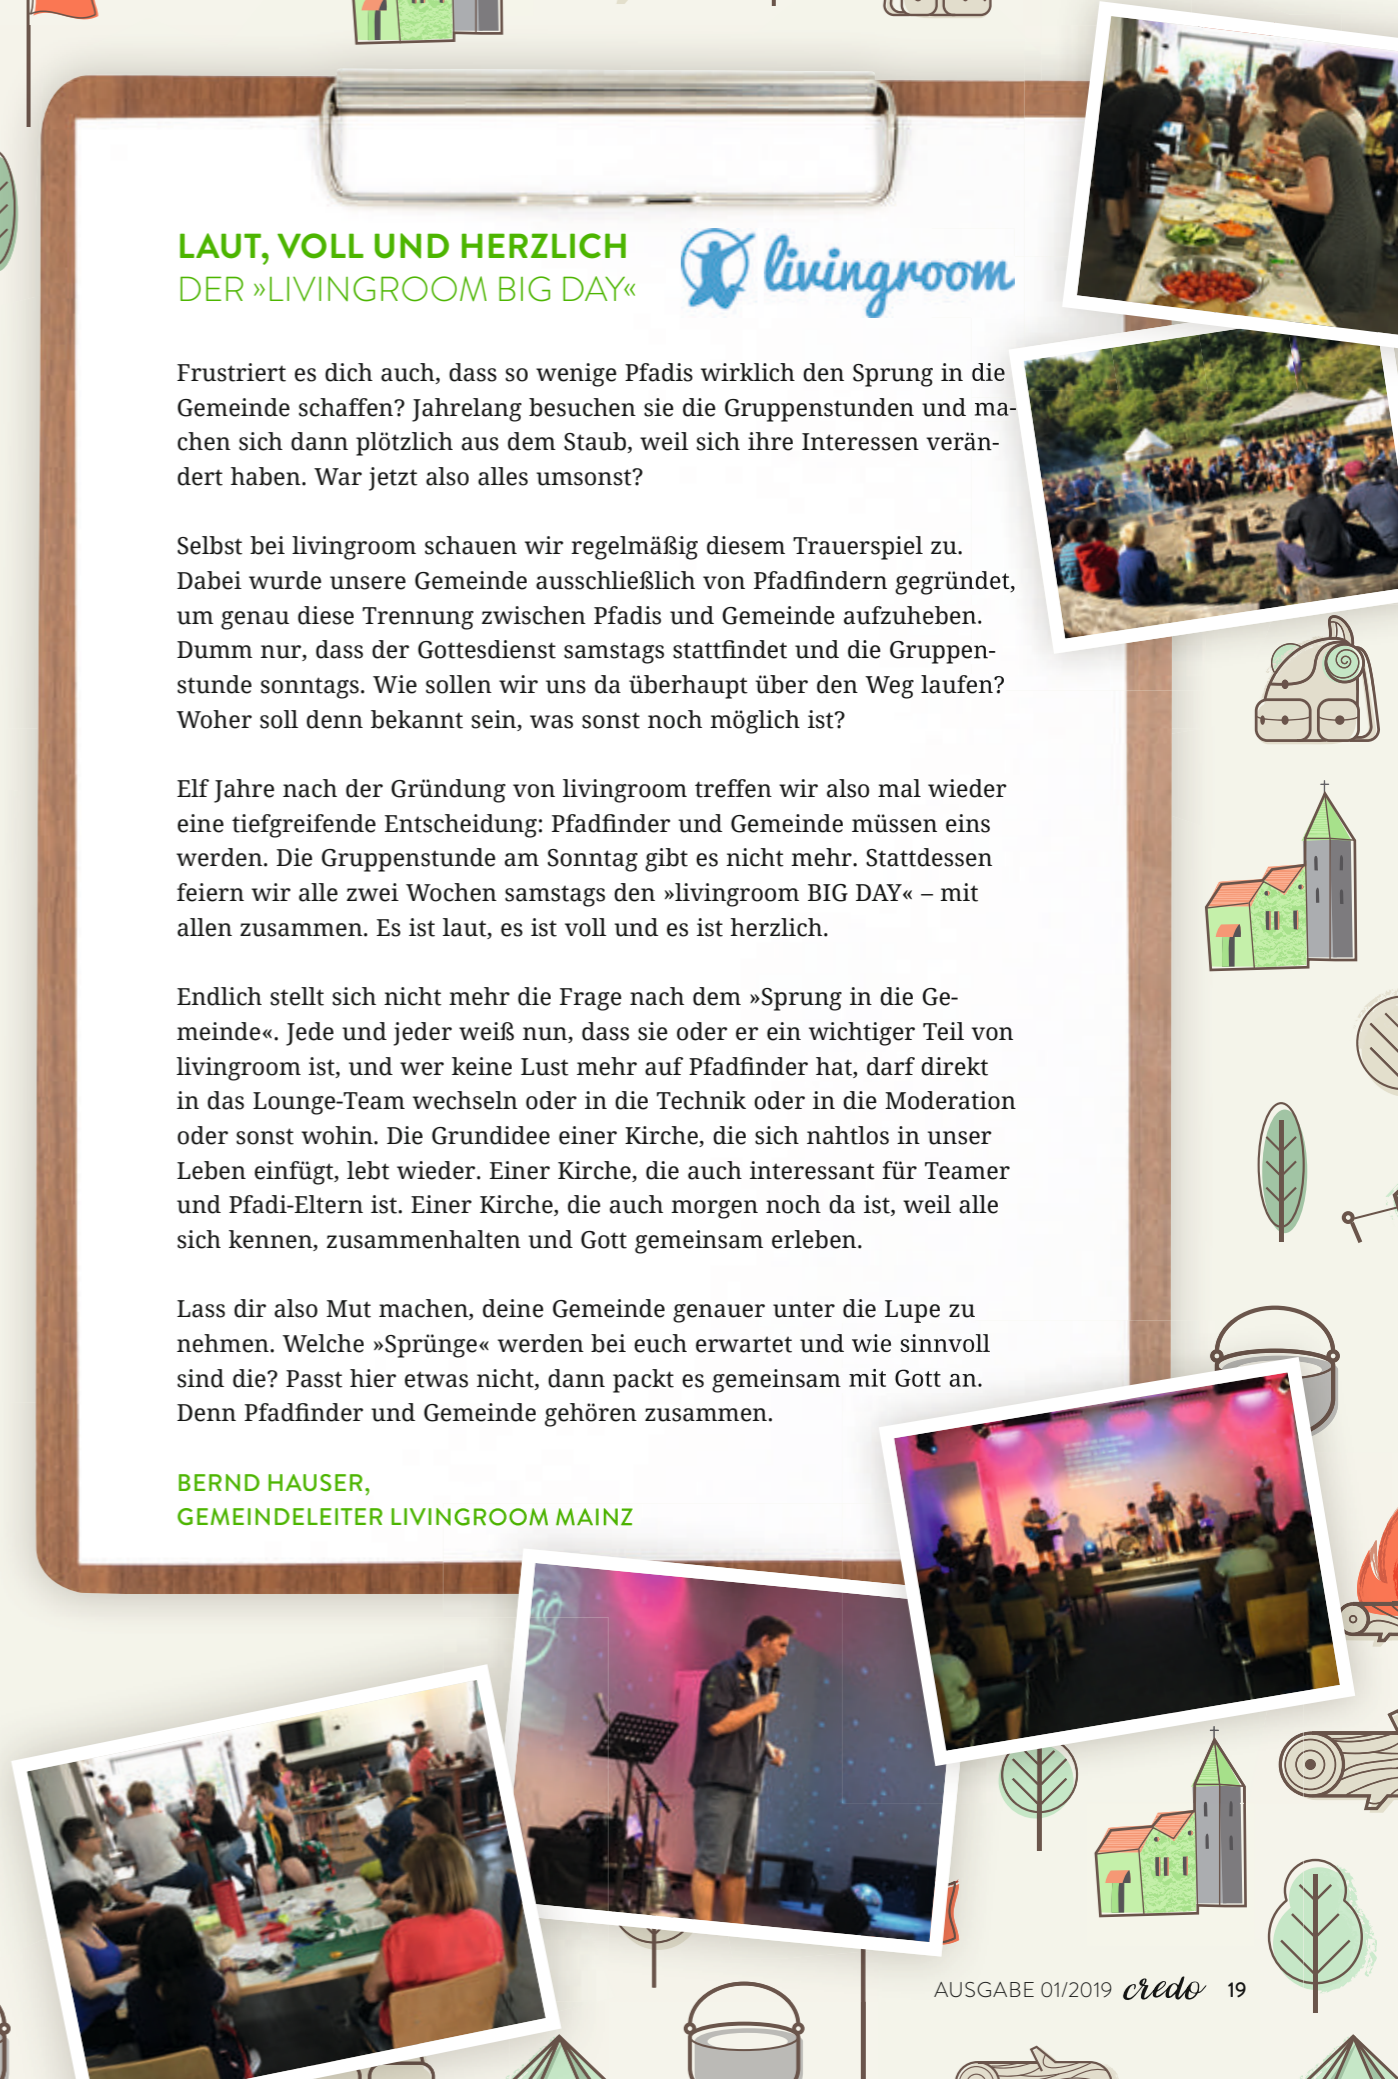 LAUT, VOLL UND HERZLICH
DER »LIVINGROOM BIG DAY«
livingroom
Frustriert es dich auch, dass so wenige Pfadis wirklich den Sprung in die
Gemeinde schaffen? Jahrelang besuchen sie die Gruppenstunden und ma-
chen sich dann plötzlich aus dem Staub, weil sich ihre Interessen verän-
dert haben. War jetzt also alles umsonst?
Selbst bei livingroom schauen wir regelmäßig diesem Trauerspiel zu.
Dabei wurde unsere Gemeinde ausschließlich von Pfadfindern gegründet,
um genau diese Trennung zwischen Pfadis und Gemeinde aufzuheben.
Dumm nur, dass der Gottesdienst samstags stattfindet und die Gruppen-
stunde sonntags. Wie sollen wir uns da überhaupt über den Weg laufen?
Woher soll denn bekannt sein, was sonst noch möglich ist?
Elf Jahre nach der Gründung von livingroom treffen wir also mal wieder
eine tiefgreifende Entscheidung: Pfadfinder und Gemeinde müssen eins
werden. Die Gruppenstunde am Sonntag gibt es nicht mehr. Stattdessen
feiern wir alle zwei Wochen samstags den »livingroom BIG DAY« – mit
allen zusammen. Es ist laut, es ist voll und es ist herzlich.
Endlich stellt sich nicht mehr die Frage nach dem »Sprung in die Ge-
meinde«. Jede und jeder weiß nun, dass sie oder er ein wichtiger Teil von
livingroom ist, und wer keine Lust mehr auf Pfadfinder hat, darf direkt
in das Lounge-Team wechseln oder in die Technik oder in die Moderation
oder sonst wohin. Die Grundidee einer Kirche, die sich nahtlos in unser
Leben einfügt, lebt wieder. Einer Kirche, die auch interessant für Teamer
und Pfadi-Eltern ist. Einer Kirche, die auch morgen noch da ist, weil alle
sich kennen, zusammenhalten und Gott gemeinsam erleben.
Lass dir also Mut machen, deine Gemeinde genauer unter die Lupe zu
nehmen. Welche »Sprünge« werden bei euch erwartet und wie sinnvoll
sind die? Passt hier etwas nicht, dann packt es gemeinsam mit Gott an.
Denn Pfadfinder und Gemeinde gehören zusammen.
BERND HAUSER,
GEMEINDELEITER LIVINGROOM MAINZ
AUSGABE 01/2019 credo 19